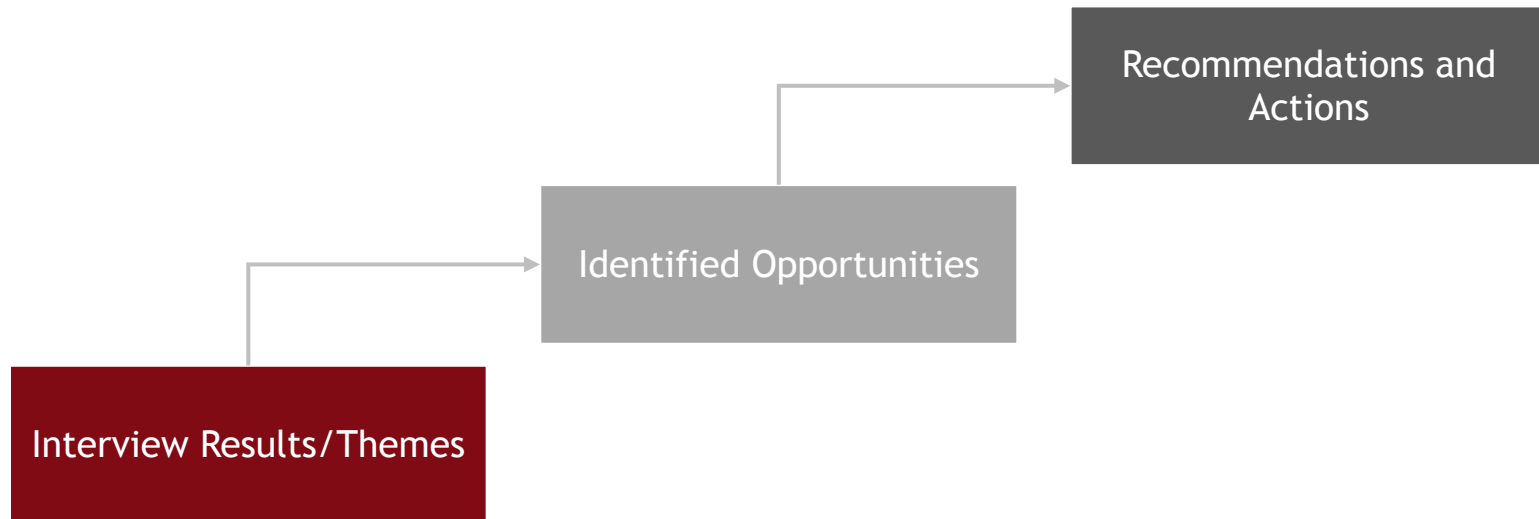 Recommendations and
Actions
Identified Opportunities
Interview Results/Themes